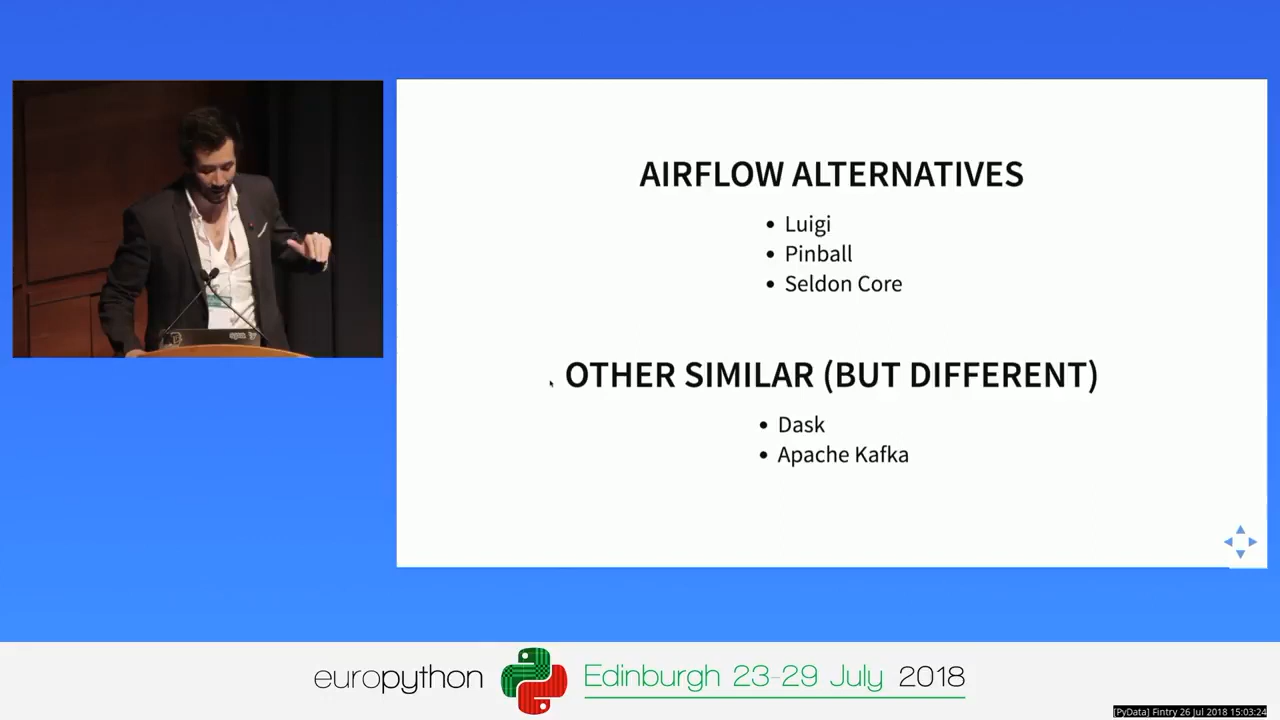 AIRFLOW ALTERNATIVES
• Luigi
• Pinball
• Seldon Core
OTHER SIMILAR (BUT DIFFERENT)
• Dask
• Apache Kafka
europython Edinburgh 23-29 July 2018
[PyData] Fintry 26 Jul 2018 15:03:24